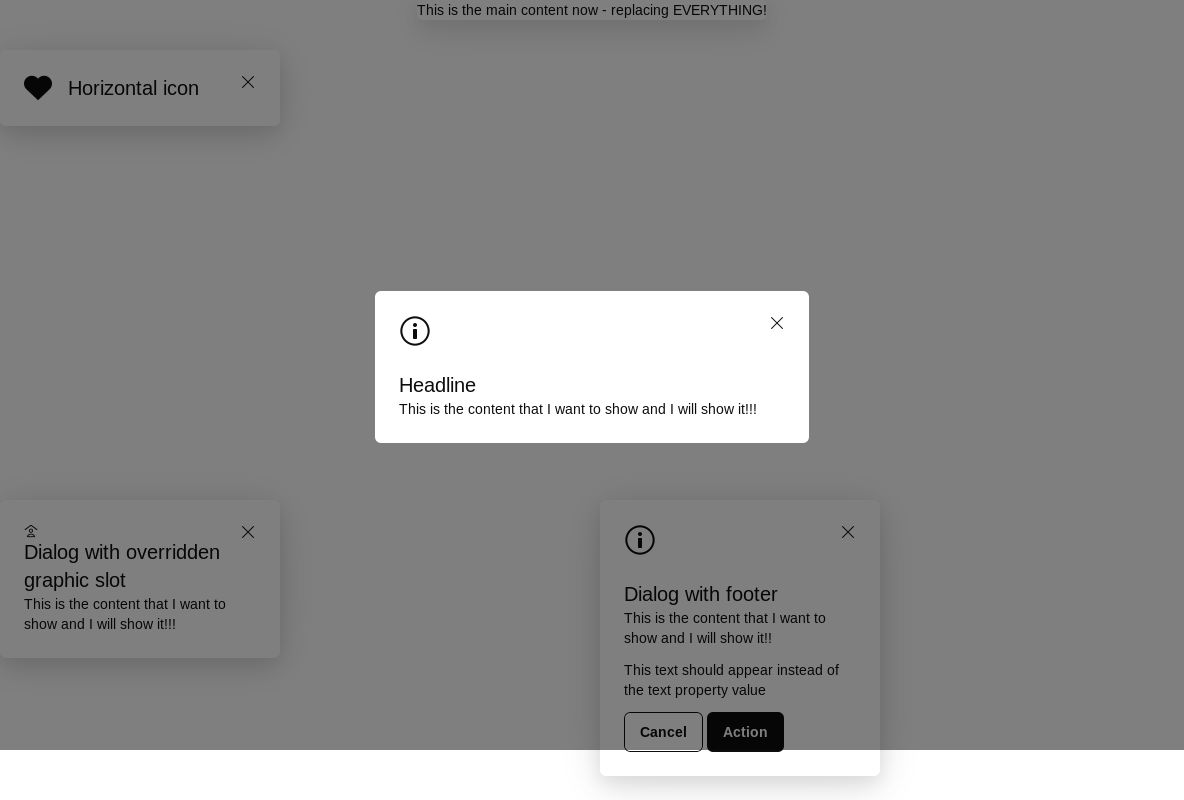 This is the main content now - replacing EVERYTHING!
Horizontal icon
Headline
This is the content that I want to show and I will show it!!!
Dialog with overridden
graphic slot
This is the content that I want to
show and I will show it!!!
Dialog with footer
This is the content that I want to
show and I will show it!!
This text should appear instead of
the text property value
Cancel Action